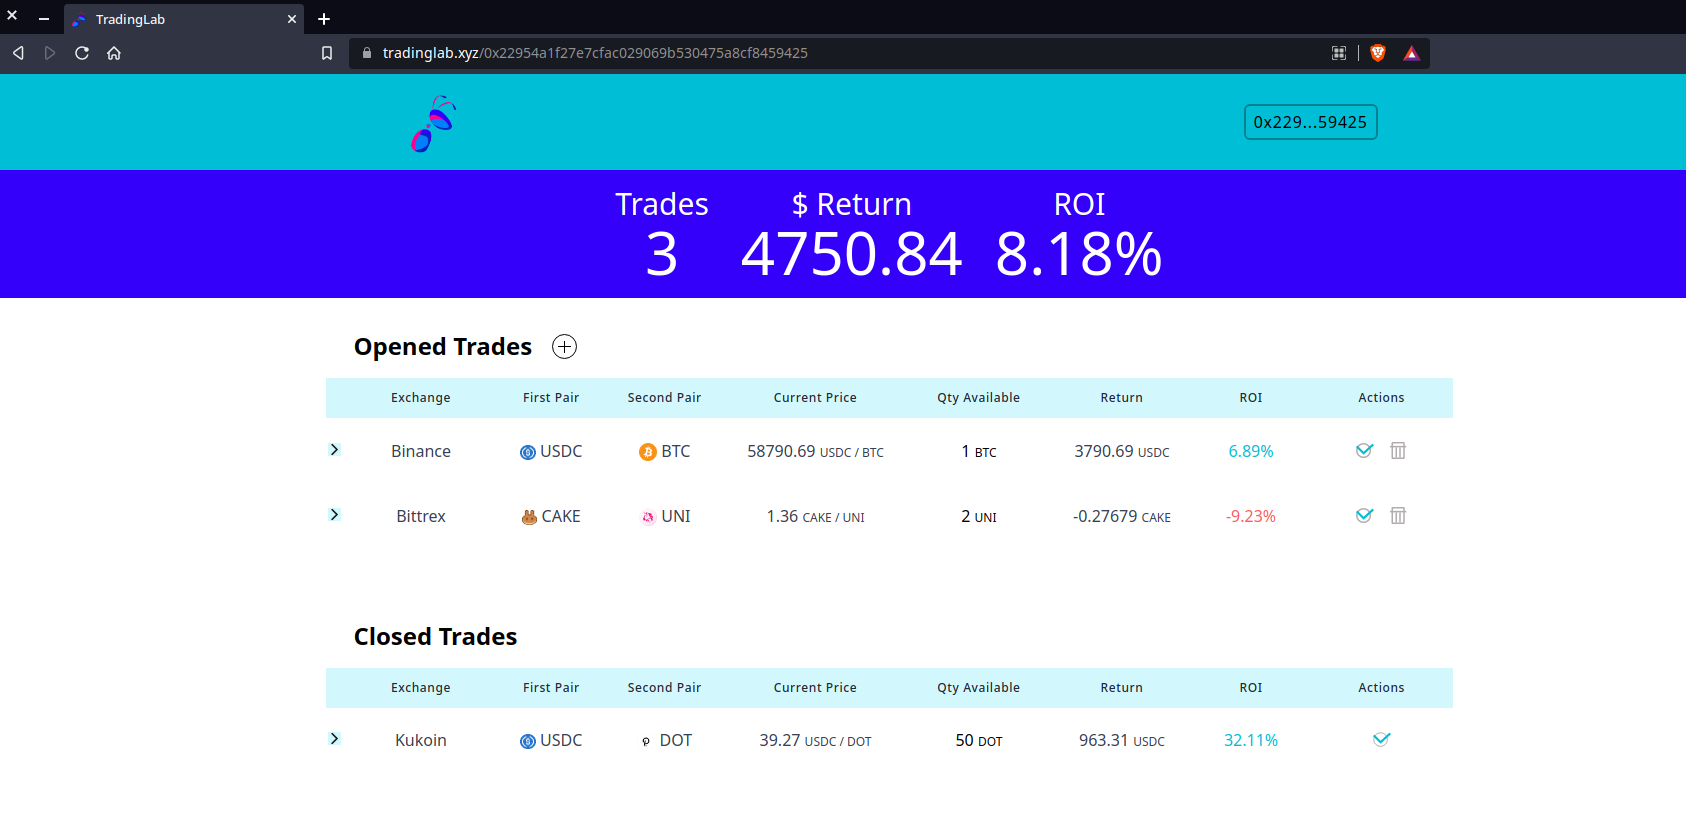 TradingLab
tradinglab.xyz/0x22954a1f27e7cfac029069b530475a8cf8459425
0x229...59425
Trades $ Return ROI
3 4750.84 8.18%
Opened Trades
Exchange First Pair Second Pair Current Price Qty Available Return ROI Actions
Binance USDC BTC 58790.69 USDC / BTC 1 BTC 3790.69 USDC 6.89%
Bittrex CAKE UNI 1.36 CAKE / UNI 2 UNI -0.27679 CAKE -9.23%
Closed Trades
Exchange First Pair Second Pair Current Price Qty Available Return ROI Actions
Kukoin USDC DOT 39.27 USDC / DOT 50 DOT 963.31 USDC 32.11%